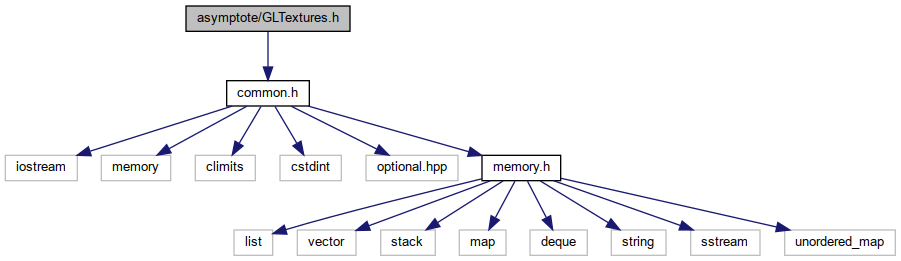 asymptote/GLTextures.h
common.h
iostream
memory
climits
cstdint
optional.hpp
memory.h
list
vector
stack
map
deque
string
sstream
unordered_map